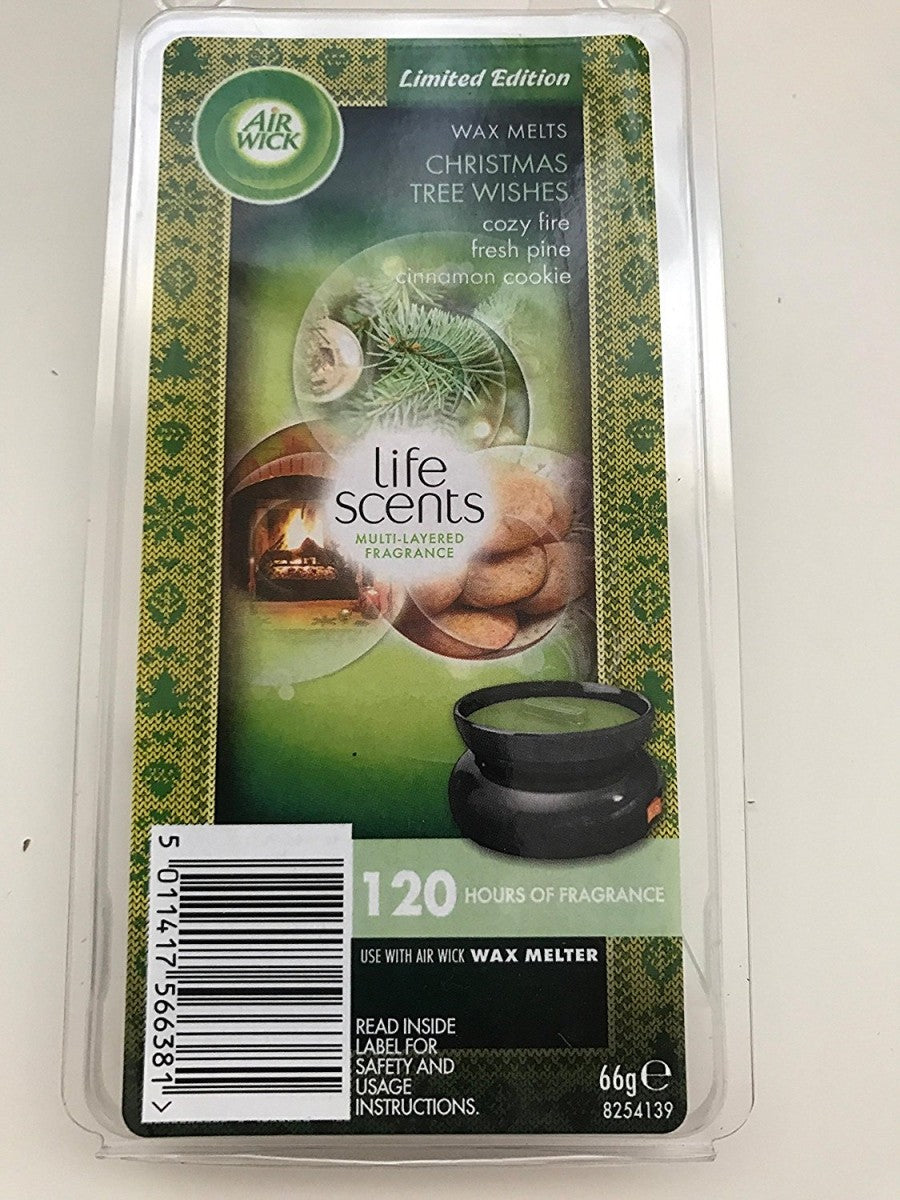 Limited Edition
AIR
WICK
WAX MELTS
CHRISTMAS
TREE WISHES
cozy fire
fresh pine
cinnamon cookie
life
scents
MULTI-LAYERED
FRAGRANCE
120 HOURS OF FRAGRANCE
USE WITH AIR WICK WAX MELTER
READ INSIDE
LABEL FOR
SAFETY AND
USAGE
INSTRUCTIONS.
66g℮
8254139
5 011417 566381 >